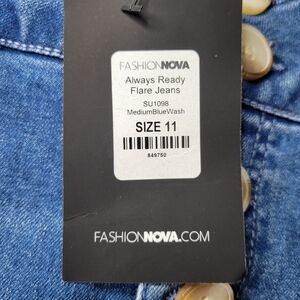 FASHIONNOVA
Always Ready
Flare Jeans
SU1098
MediumBlueWash
SIZE 11
849750
FASHIONNOVA.COM